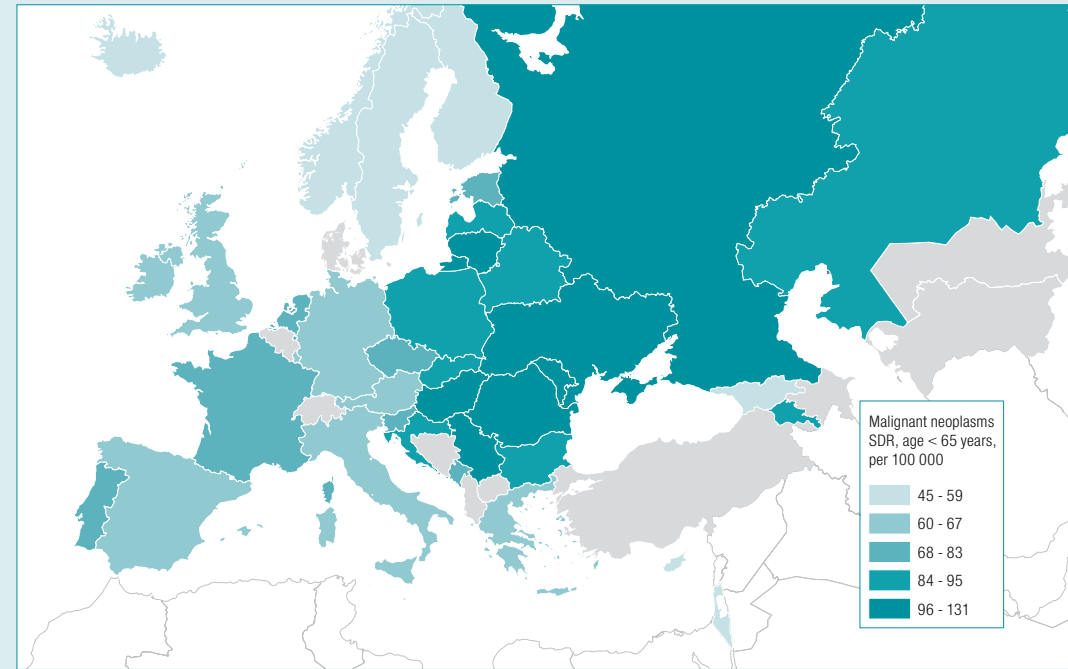 Malignant neoplasms
SDR, age < 65 years,
per 100 000
45 - 59
60 - 67
68 - 83
84 - 95
96 - 131